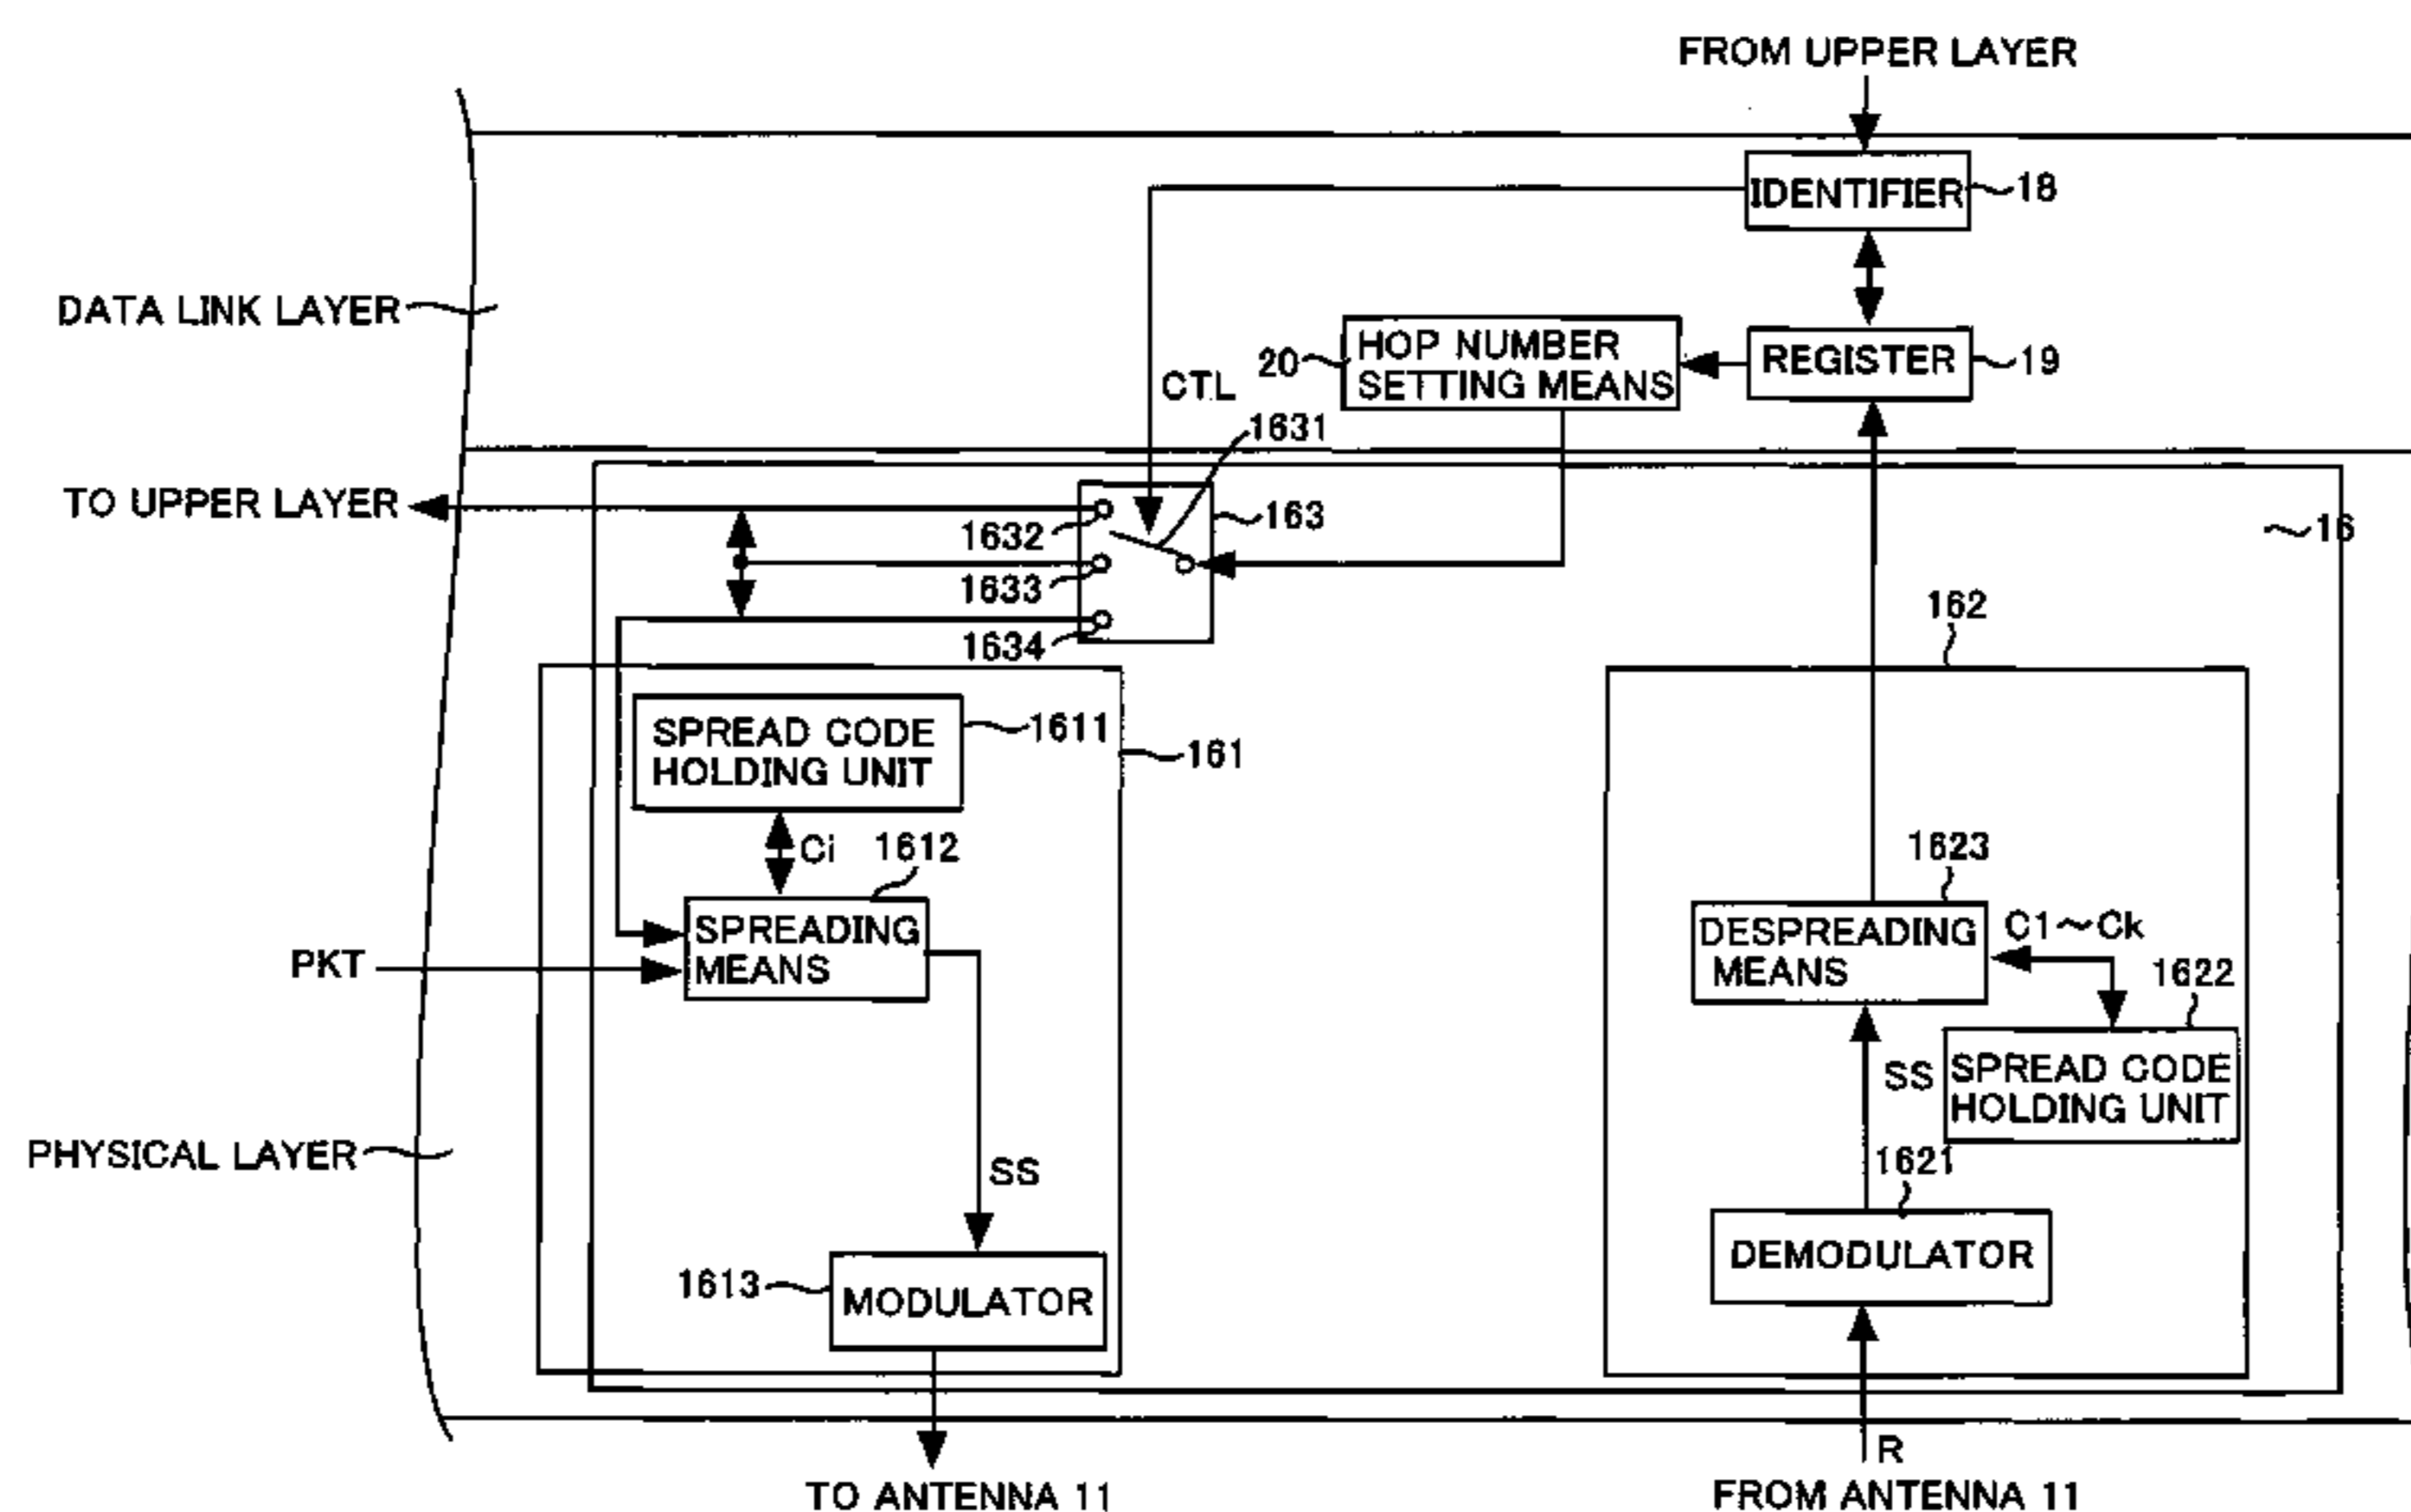 FROM UPPER LAYER
IDENTIFIER
18
DATA LINK LAYER
HOP NUMBER
SETTING MEANS
20
REGISTER
19
CTL
1631
TO UPPER LAYER
1632
163
16
1633
1634
162
SPREAD CODE
HOLDING UNIT
1611
161
Ci
1612
1623
SPREADING
MEANS
PKT
DESPREADING
MEANS
C1~Ck
1622
SS
SPREAD CODE
HOLDING UNIT
PHYSICAL LAYER
SS
1621
1613
MODULATOR
DEMODULATOR
R
TO ANTENNA 11
FROM ANTENNA 11